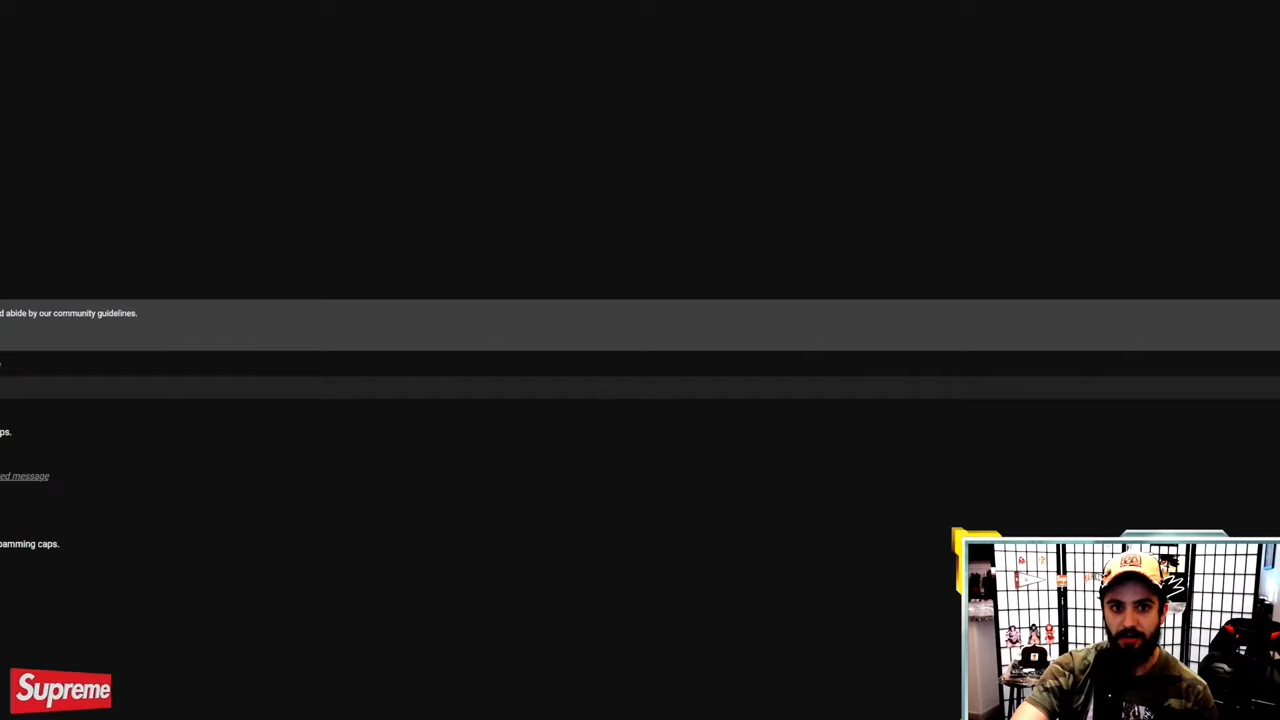 d abide by our community guidelines.
ps.
ed message
pamming caps.
Supreme